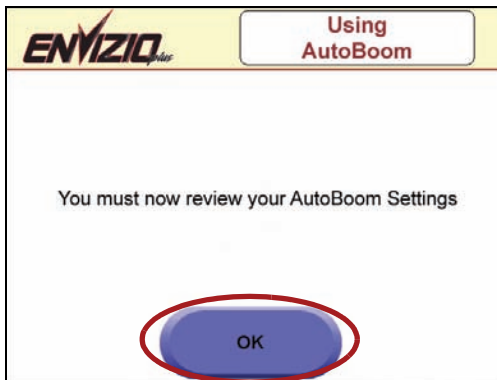 ENVIZIO plus
Using
AutoBoom
You must now review your AutoBoom Settings
OK